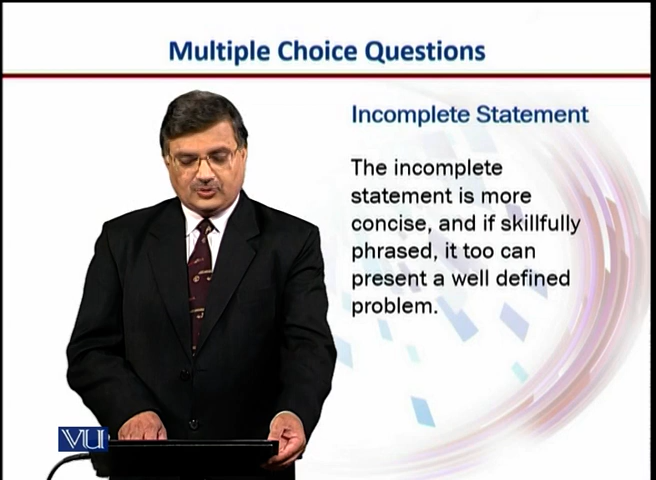 Multiple Choice Questions
Incomplete Statement
The incomplete
statement is more
concise, and if skillfully
phrased, it too can
present a well defined
problem.
VU